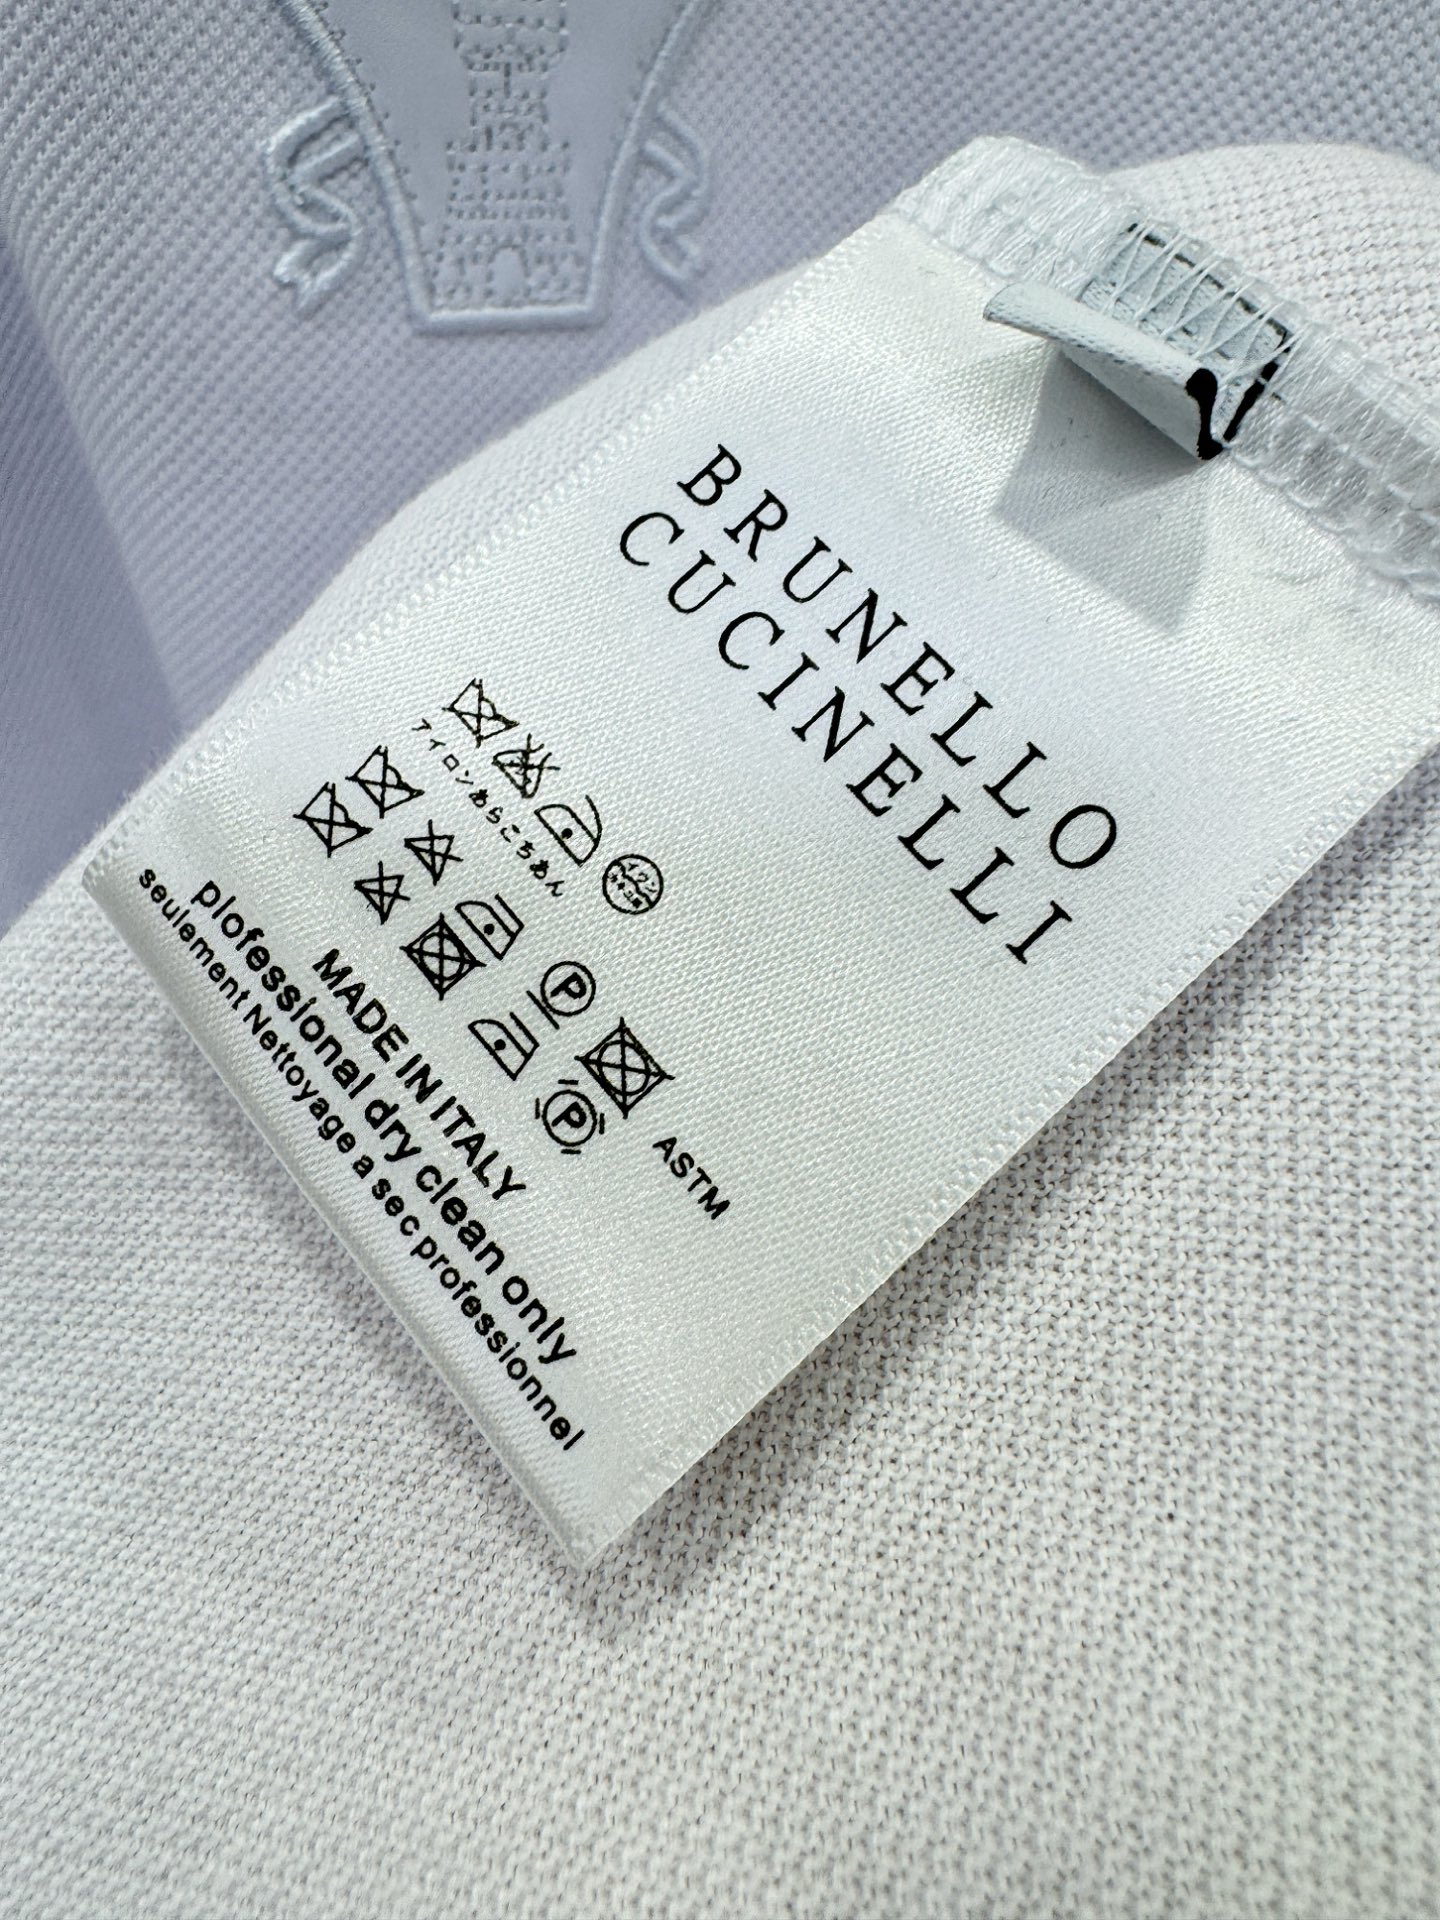 BRUNELLO
CUCINELLI
アイロンあらこちあん
P
P
ASTM
MADE IN ITALY
plofessional dry clean only
seulement Nettoyage a sec professionnel